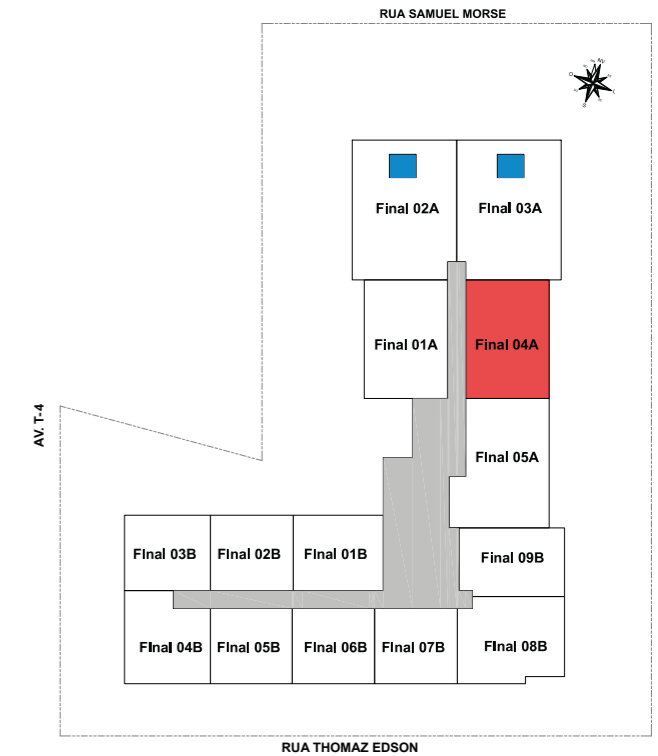 RUA SAMUEL MORSE
FInal 02A
FInal 03A
FInal 01A
FInal 04A
AV. T-4
FInal 05A
FInal 03B
FInal 02B
FInal 01B
FInal 09B
FInal 04B
FInal 05B
FInal 06B
FInal 07B
FInal 08B
RUA THOMAZ EDSON